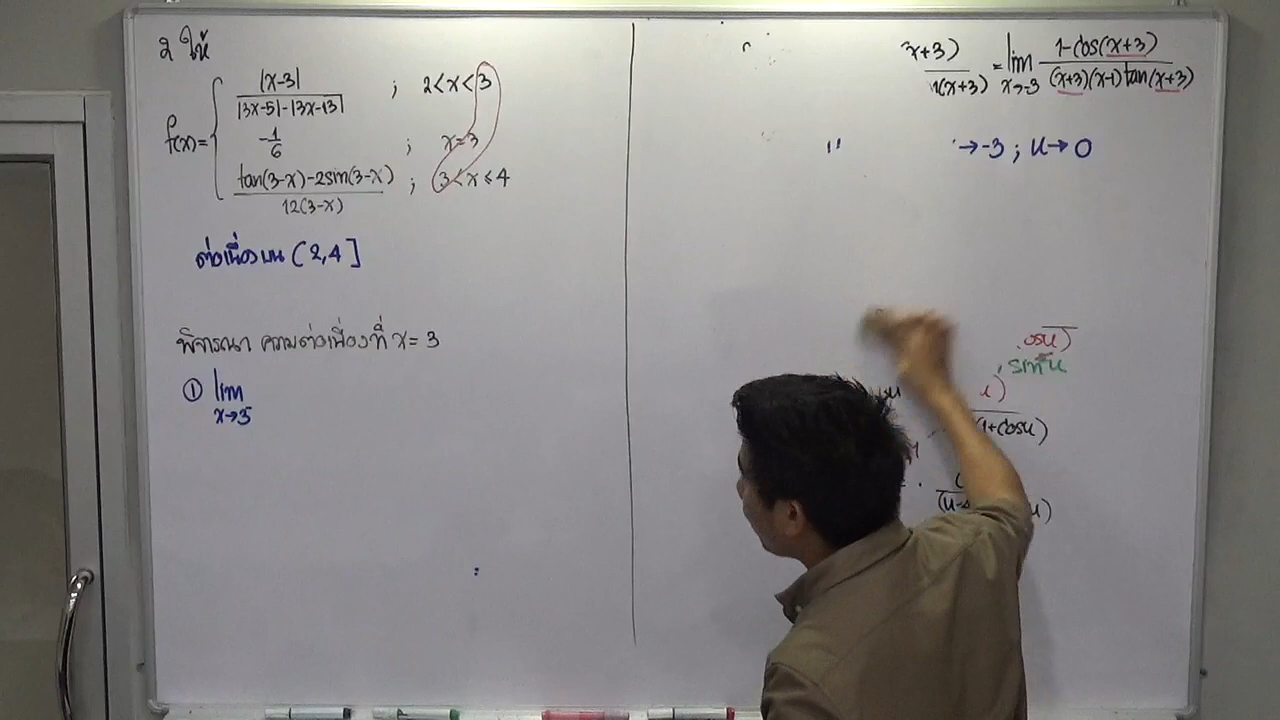 2 ให้
|x-3| / (|3x-5|-|3x-13|) ; 2<x<3
f(x)= -1/6 ; x=3
(tan(3-x)-2sin(3-x)) / 12(3-x) ; 3<x≤4
ต่อเนื่องบน (2,4]
พิจารณา ความต่อเนื่องที่ x=3
① lim
x→3⁻
x+3) / (x+3) = lim x→-3 (1-cos(x+3)) / ((x+3)(x-1)tan(x+3))
→-3 ; u→0
osu)
sin²u
u)
(1+cosu)